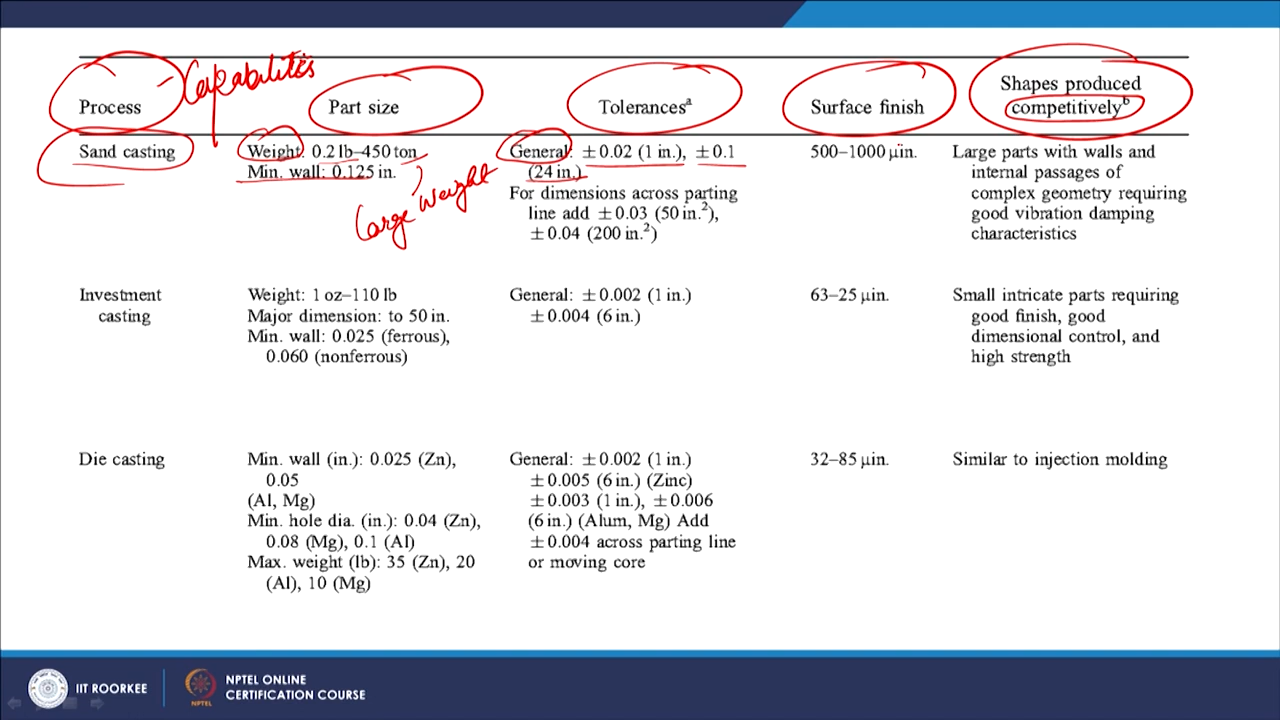 Capabilities
Process
Part size
Tolerancesᵃ
Surface finish
Shapes produced
competitivelyᵇ
Sand casting
Weight: 0.2 lb–450 ton
Min. wall: 0.125 in.
Large Weight
General: ±0.02 (1 in.), ±0.1
(24 in.)
For dimensions across parting
line add ±0.03 (50 in.²),
±0.04 (200 in.²)
500–1000 μin.
Large parts with walls and
internal passages of
complex geometry requiring
good vibration damping
characteristics
Investment
casting
Weight: 1 oz–110 lb
Major dimension: to 50 in.
Min. wall: 0.025 (ferrous),
0.060 (nonferrous)
General: ±0.002 (1 in.)
±0.004 (6 in.)
63–25 μin.
Small intricate parts requiring
good finish, good
dimensional control, and
high strength
Die casting
Min. wall (in.): 0.025 (Zn),
0.05
(Al, Mg)
Min. hole dia. (in.): 0.04 (Zn),
0.08 (Mg), 0.1 (Al)
Max. weight (lb): 35 (Zn), 20
(Al), 10 (Mg)
General: ±0.002 (1 in.)
±0.005 (6 in.) (Zinc)
±0.003 (1 in.), ±0.006
(6 in.) (Alum, Mg) Add
±0.004 across parting line
or moving core
32–85 μin.
Similar to injection molding
IIT ROORKEE
NPTEL
NPTEL ONLINE
CERTIFICATION COURSE